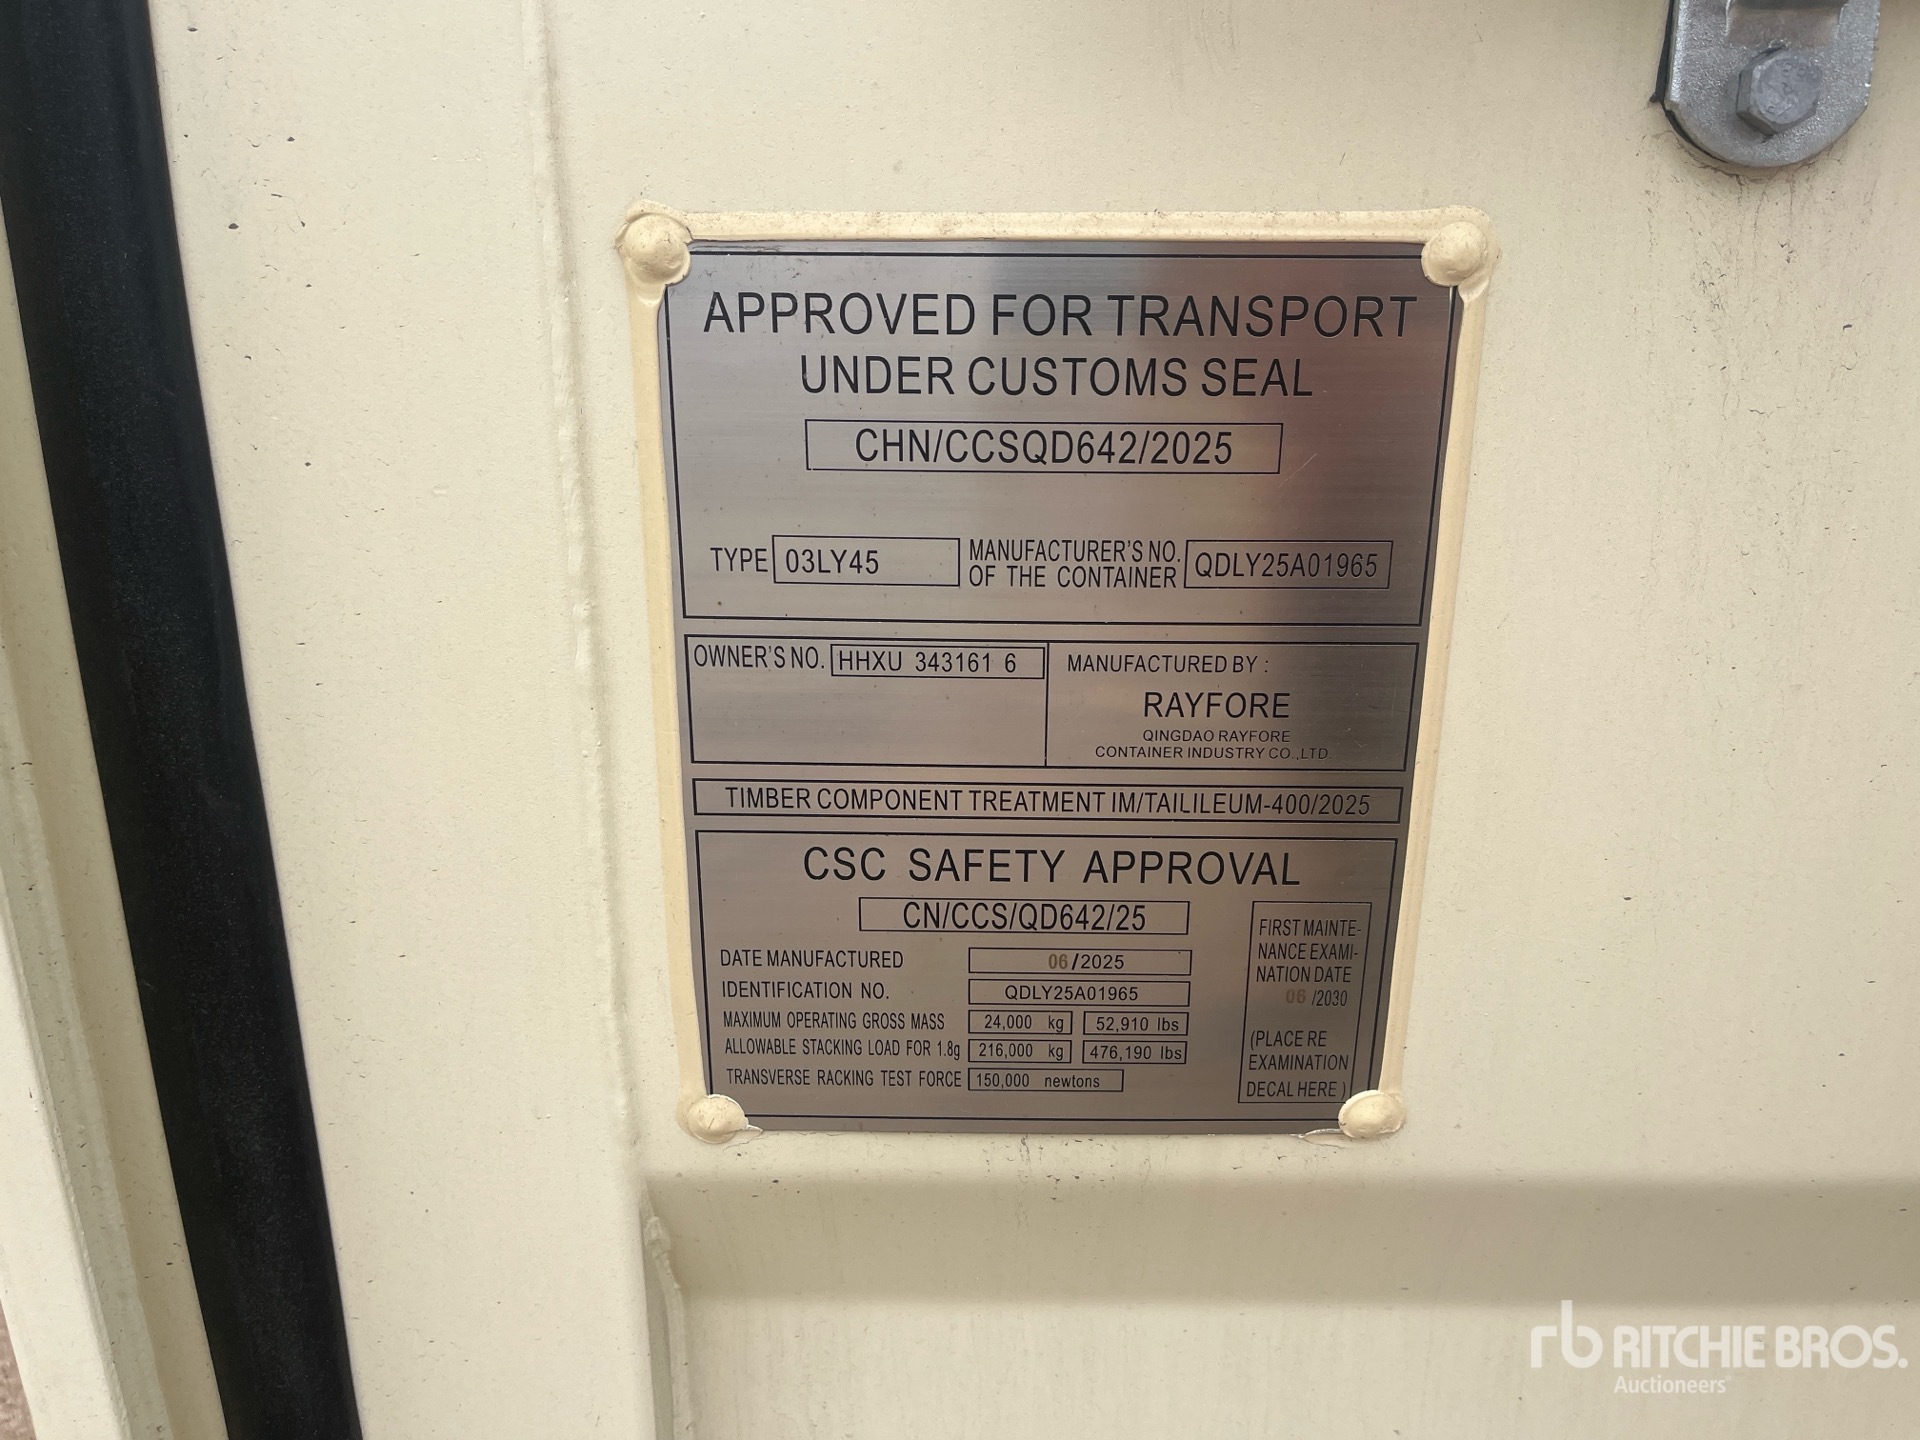 APPROVED FOR TRANSPORT
UNDER CUSTOMS SEAL
CHN/CCSQD642/2025
TYPE 03LY45
MANUFACTURER'S NO.
OF THE CONTAINER
QDLY25A01965
OWNER'S NO. HHXU 343161 6
MANUFACTURED BY :
RAYFORE
QINGDAO RAYFORE
CONTAINER INDUSTRY CO.,LTD.
TIMBER COMPONENT TREATMENT IM/TAILILEUM-400/2025
CSC SAFETY APPROVAL
CN/CCS/QD642/25
DATE MANUFACTURED 06/2025
IDENTIFICATION NO. QDLY25A01965
MAXIMUM OPERATING GROSS MASS 24,000 kg 52,910 lbs
ALLOWABLE STACKING LOAD FOR 1.8g 216,000 kg 476,190 lbs
TRANSVERSE RACKING TEST FORCE 150,000 newtons
FIRST MAINTE-
NANCE EXAMI-
NATION DATE
06 /2030
(PLACE RE
EXAMINATION
DECAL HERE )
rb RITCHIE BROS.
Auctioneers